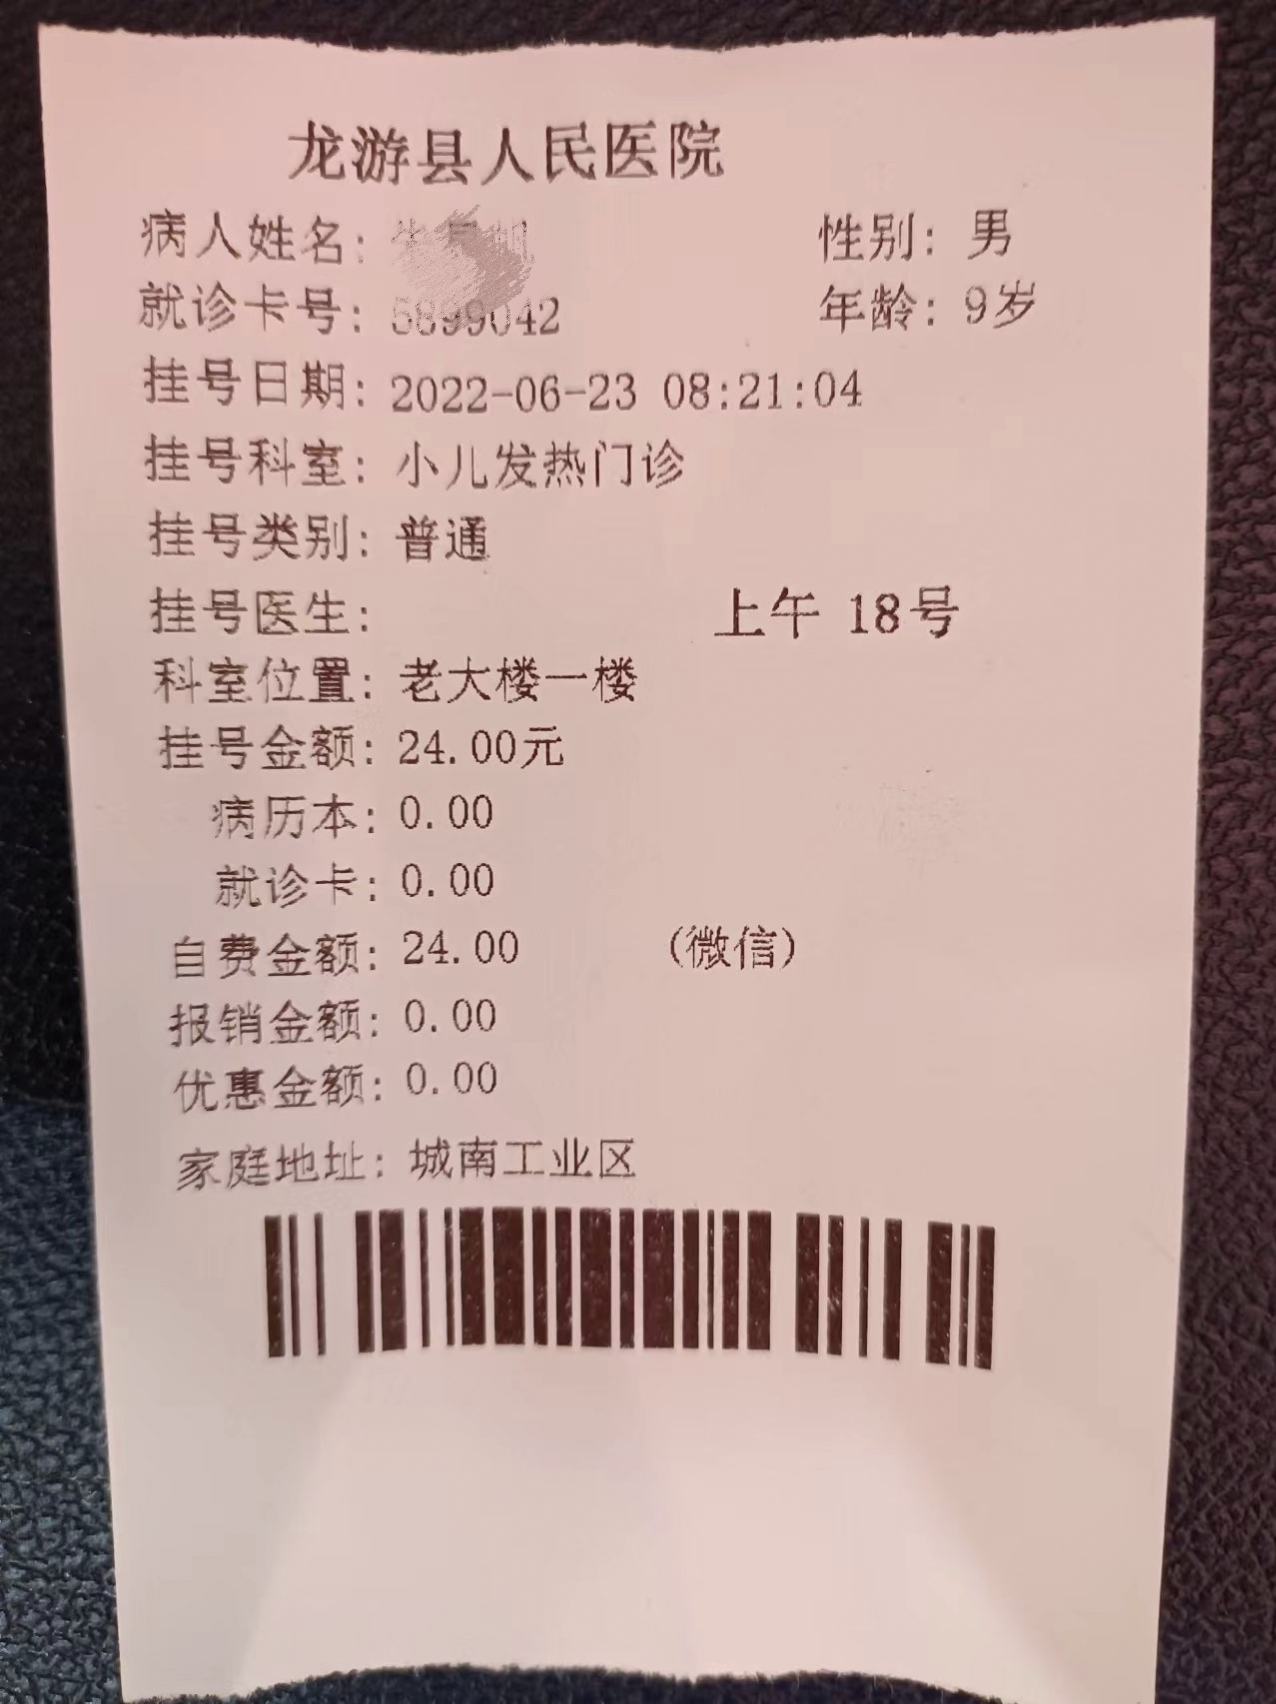 龙游县人民医院
病人姓名: 性别: 男
就诊卡号: 5899042 年龄: 9岁
挂号日期: 2022-06-23 08:21:04
挂号科室: 小儿发热门诊
挂号类别: 普通
挂号医生: 上午 18号
科室位置: 老大楼一楼
挂号金额: 24.00元
病历本: 0.00
就诊卡: 0.00
自费金额: 24.00 (微信)
报销金额: 0.00
优惠金额: 0.00
家庭地址: 城南工业区